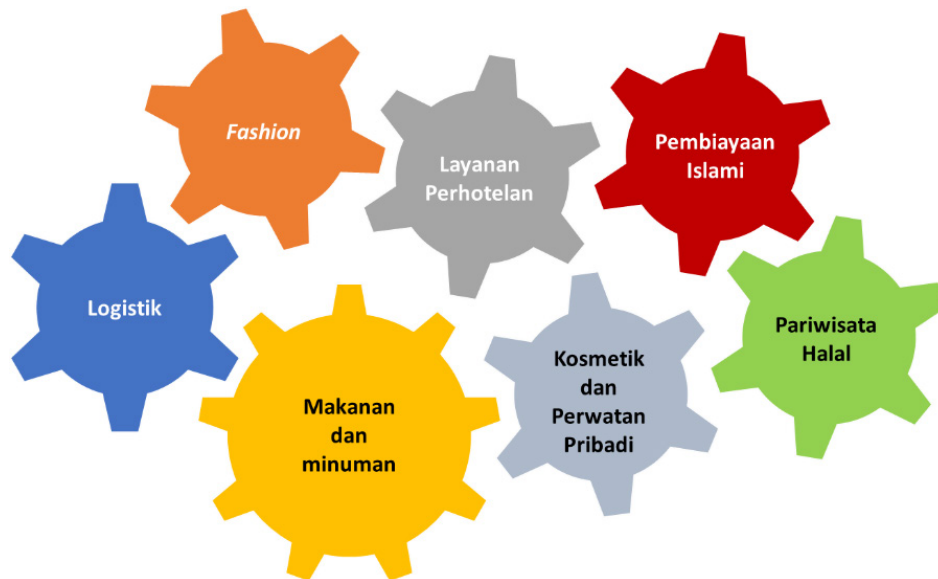 Fashion
Layanan
Perhotelan
Pembiayaan
Islami
Logistik
Makanan
dan
minuman
Kosmetik
dan
Perwatan
Pribadi
Pariwisata
Halal